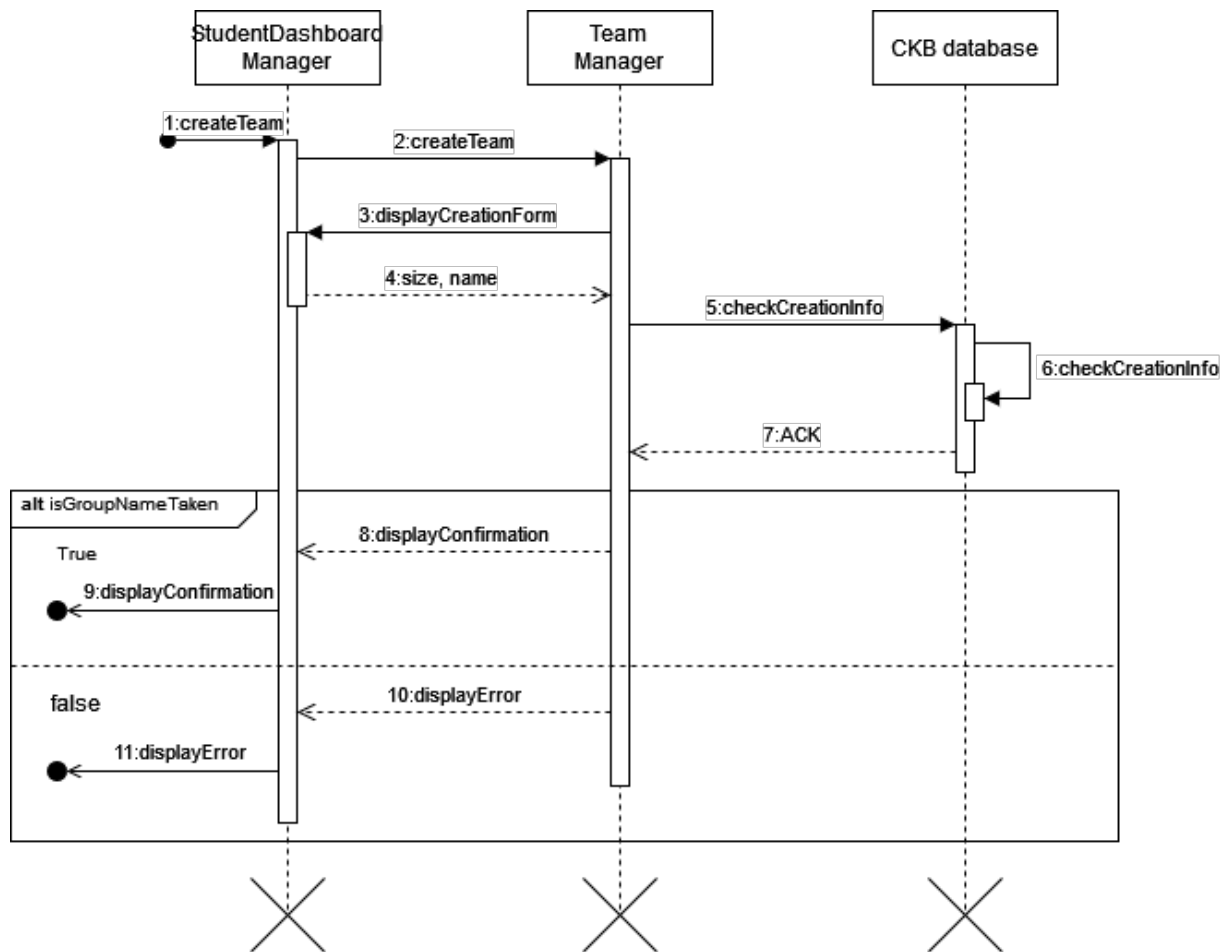 StudentDashboard
Manager
Team
Manager
CKB database
1:createTeam
2:createTeam
3:displayCreationForm
4:size, name
5:checkCreationInfo
6:checkCreationInfo
7:ACK
alt isGroupNameTaken
8:displayConfirmation
True
9:displayConfirmation
10:displayError
false
11:displayError